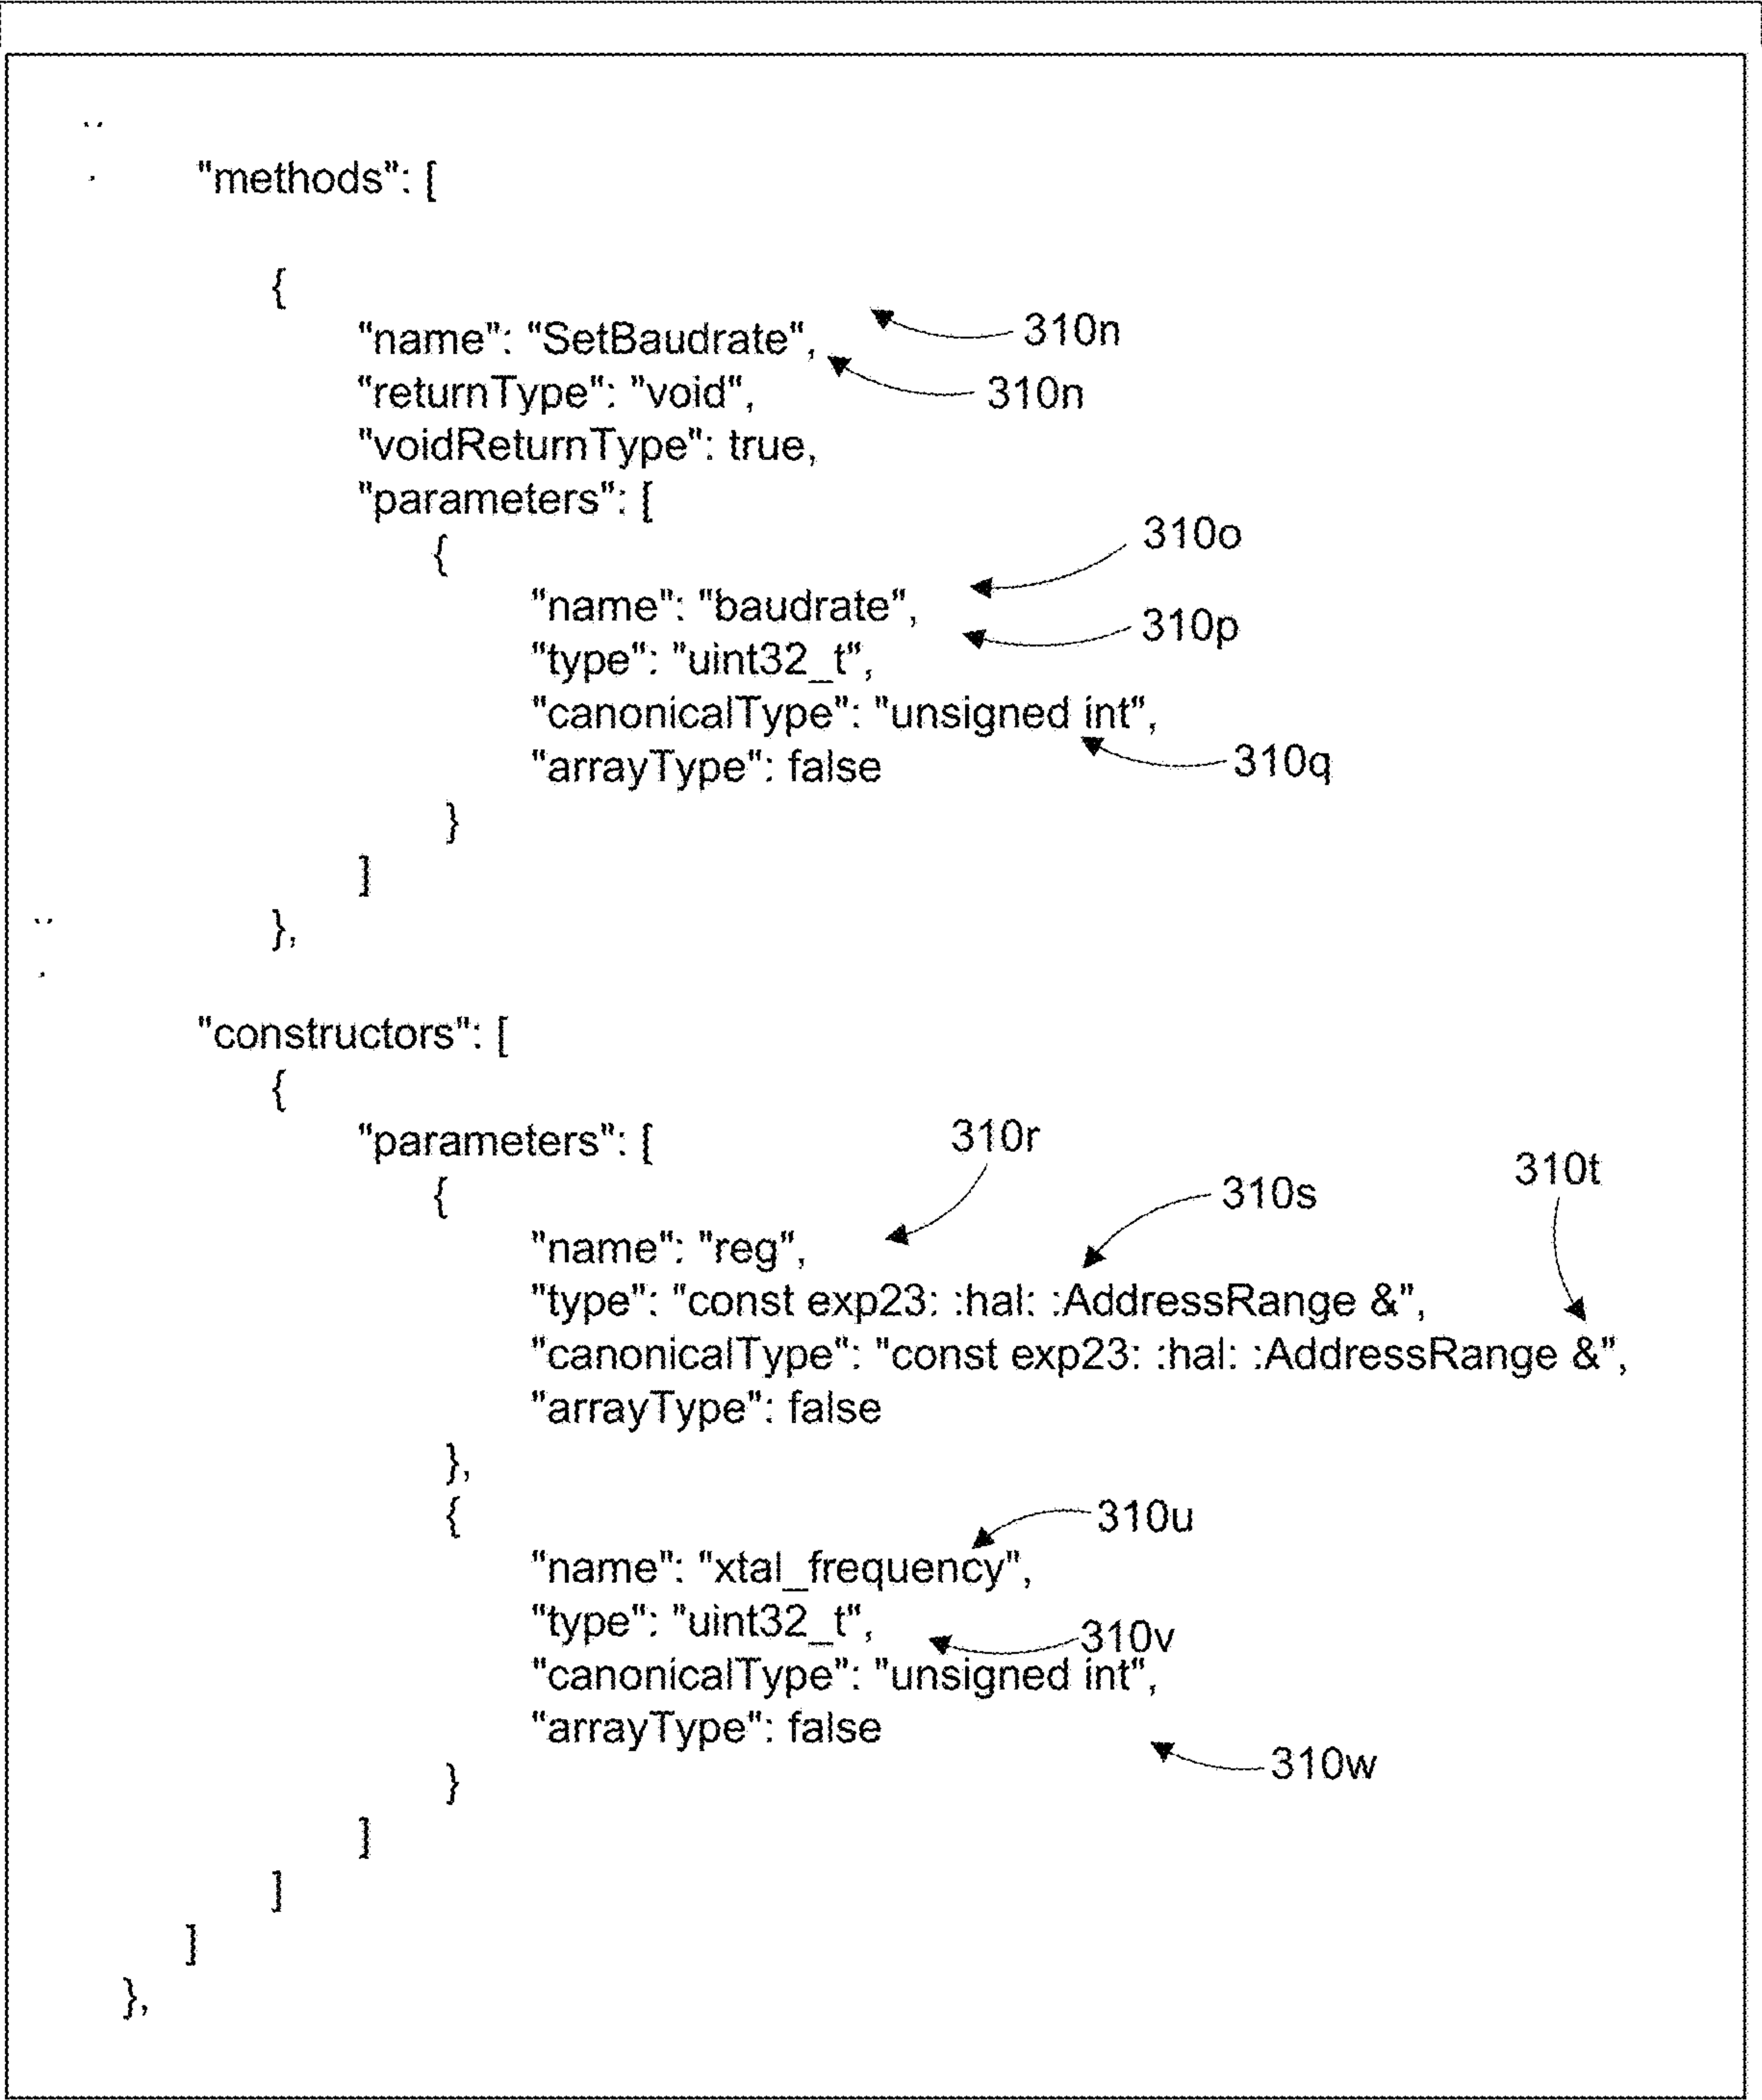 "methods": [
{
310n
"name": "SetBaudrate",
310n
"returnType": "void",
"voidReturnType": true,
"parameters": [
310o
{
"name": "baudrate",
310p
"type": "uint32_t",
"canonicalType": "unsigned int",
310q
"arrayType": false
}
]
},
"constructors": [
{
"parameters": [
310r
310t
{
310s
"name": "reg",
"type": "const exp23: :hal: :AddressRange &",
"canonicalType": "const exp23: :hal: :AddressRange &",
"arrayType": false
},
{
310u
"name": "xtal_frequency",
"type": "uint32_t",
310v
"canonicalType": "unsigned int",
"arrayType": false
310w
}
]
]
]
},